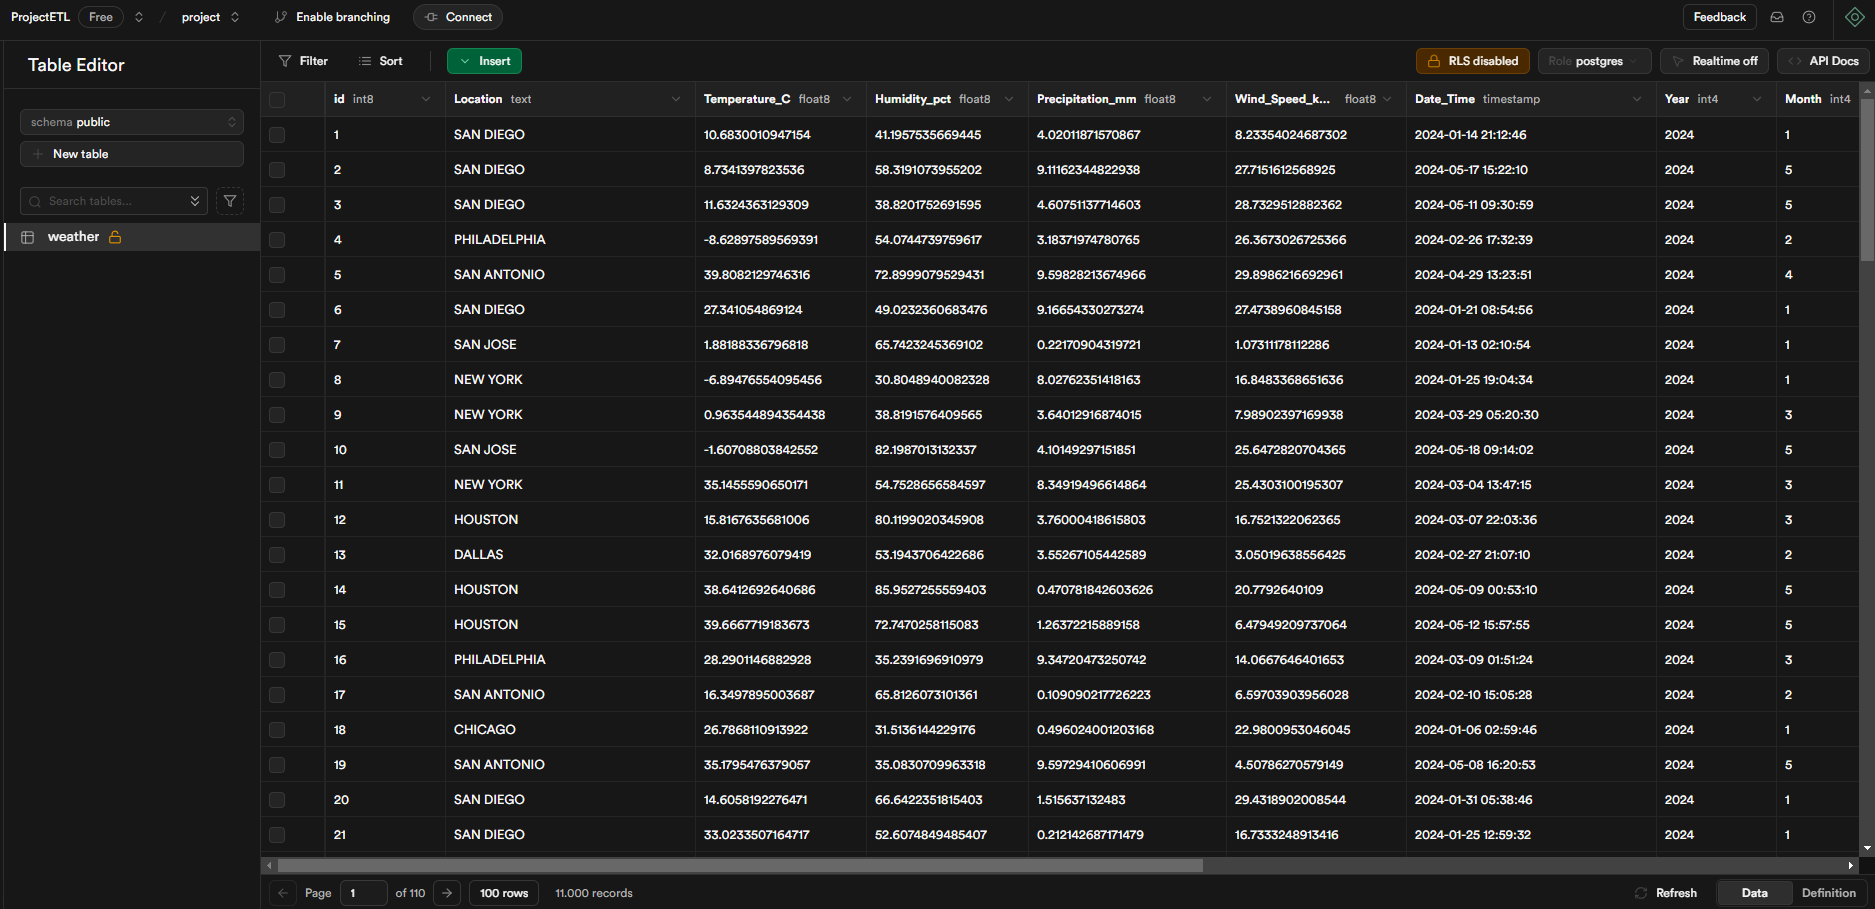 ProjectETL Free / project Enable branching Connect Feedback
Table Editor
Filter Sort Insert RLS disabled Role postgres Realtime off API Docs
schema public
New table
Search tables...
weather
id int8 Location text Temperature_C float8 Humidity_pct float8 Precipitation_mm float8 Wind_Speed_k... float8 Date_Time timestamp Year int4 Month int4
1 SAN DIEGO 10.6830010947154 41.1957535669445 4.02011871570867 8.23354024687302 2024-01-14 21:12:46 2024 1
2 SAN DIEGO 8.7341397823536 58.3191073955202 9.11162344822938 27.7151612568925 2024-05-17 15:22:10 2024 5
3 SAN DIEGO 11.6324363129309 38.8201752691595 4.60751137714603 28.7329512882362 2024-05-11 09:30:59 2024 5
4 PHILADELPHIA -8.62897589569391 54.0744739759617 3.18371974780765 26.3673026725366 2024-02-26 17:32:39 2024 2
5 SAN ANTONIO 39.8082129746316 72.8999079529431 9.59828213674966 29.8986216692961 2024-04-29 13:23:51 2024 4
6 SAN DIEGO 27.341054869124 49.0232360683476 9.16654330273274 27.4738960845158 2024-01-21 08:54:56 2024 1
7 SAN JOSE 1.88188336796818 65.7423245369102 0.22170904319721 1.07311178112286 2024-01-13 02:10:54 2024 1
8 NEW YORK -6.89476554095456 30.8048940082328 8.02762351418163 16.8483368651636 2024-01-25 19:04:34 2024 1
9 NEW YORK 0.963544894354438 38.8191576409565 3.64012916874015 7.98902397169938 2024-03-29 05:20:30 2024 3
10 SAN JOSE -1.60708803842552 82.1987013132337 4.10149297151851 25.6472820704365 2024-05-18 09:14:02 2024 5
11 NEW YORK 35.1455590650171 54.7528656584597 8.34919496614864 25.4303100195307 2024-03-04 13:47:15 2024 3
12 HOUSTON 15.8167635681006 80.1199020345908 3.76000418615803 16.7521322062365 2024-03-07 22:03:36 2024 3
13 DALLAS 32.0168976079419 53.1943706422686 3.55267105442589 3.05019638556425 2024-02-27 21:07:10 2024 2
14 HOUSTON 38.6412692640686 85.9527255559403 0.470781842603626 20.7792640109 2024-05-09 00:53:10 2024 5
15 HOUSTON 39.6667719183673 72.7470258115083 1.26372215889158 6.47949209737064 2024-05-12 15:57:55 2024 5
16 PHILADELPHIA 28.2901146882928 35.2391696910979 9.34720473250742 14.0667646401653 2024-03-09 01:51:24 2024 3
17 SAN ANTONIO 16.3497895003687 65.8126073101361 0.109090217726223 6.59703903956028 2024-02-10 15:05:28 2024 2
18 CHICAGO 26.7868110913922 31.5136144229176 0.496024001203168 22.9800953046045 2024-01-06 02:59:46 2024 1
19 SAN ANTONIO 35.1795476379057 35.0830709963318 9.59729410606991 4.50786270579149 2024-05-08 16:20:53 2024 5
20 SAN DIEGO 14.6058192276471 66.6422351815403 1.515637132483 29.4318902008544 2024-01-31 05:38:46 2024 1
21 SAN DIEGO 33.0233507164717 52.6074849485407 0.212142687171479 16.7333248913416 2024-01-25 12:59:32 2024 1
Page 1 of 110 100 rows 11.000 records Refresh Data Definition